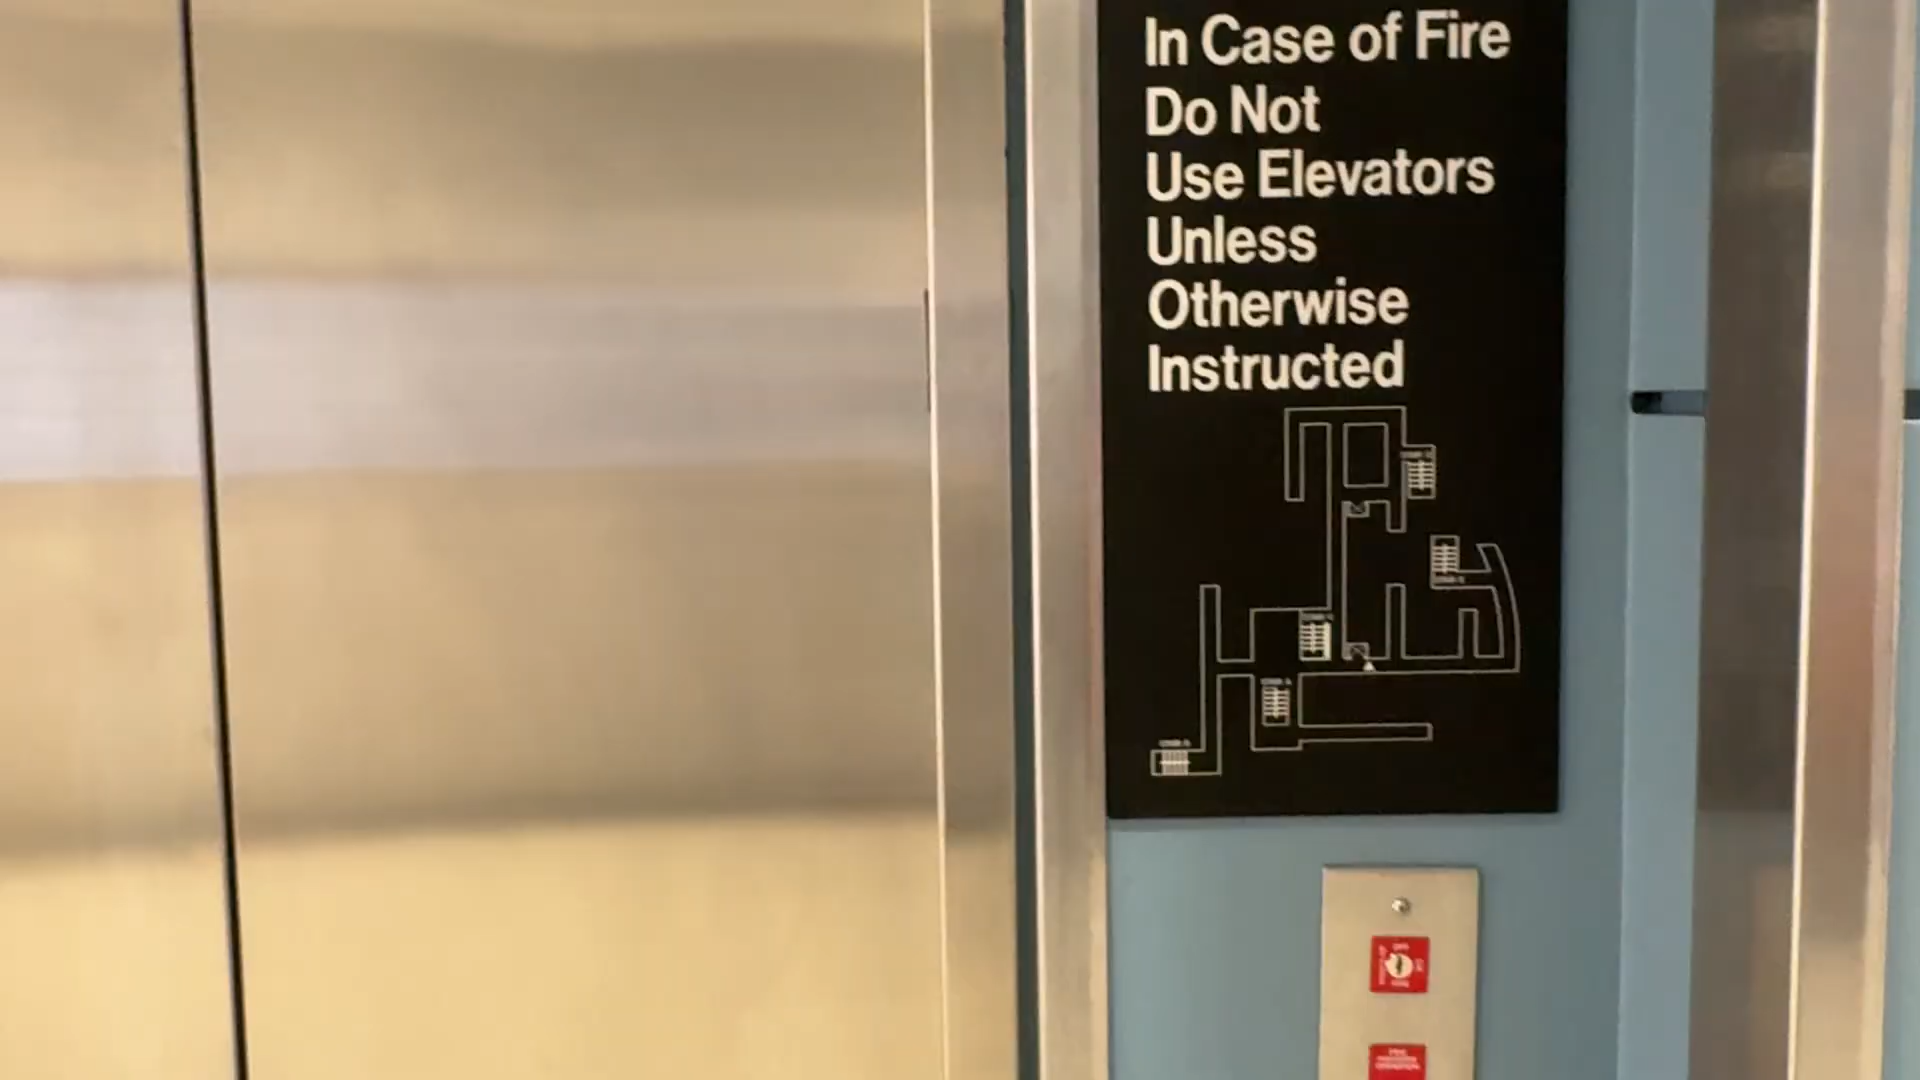 In Case of Fire
Do Not
Use Elevators
Unless
Otherwise
Instructed